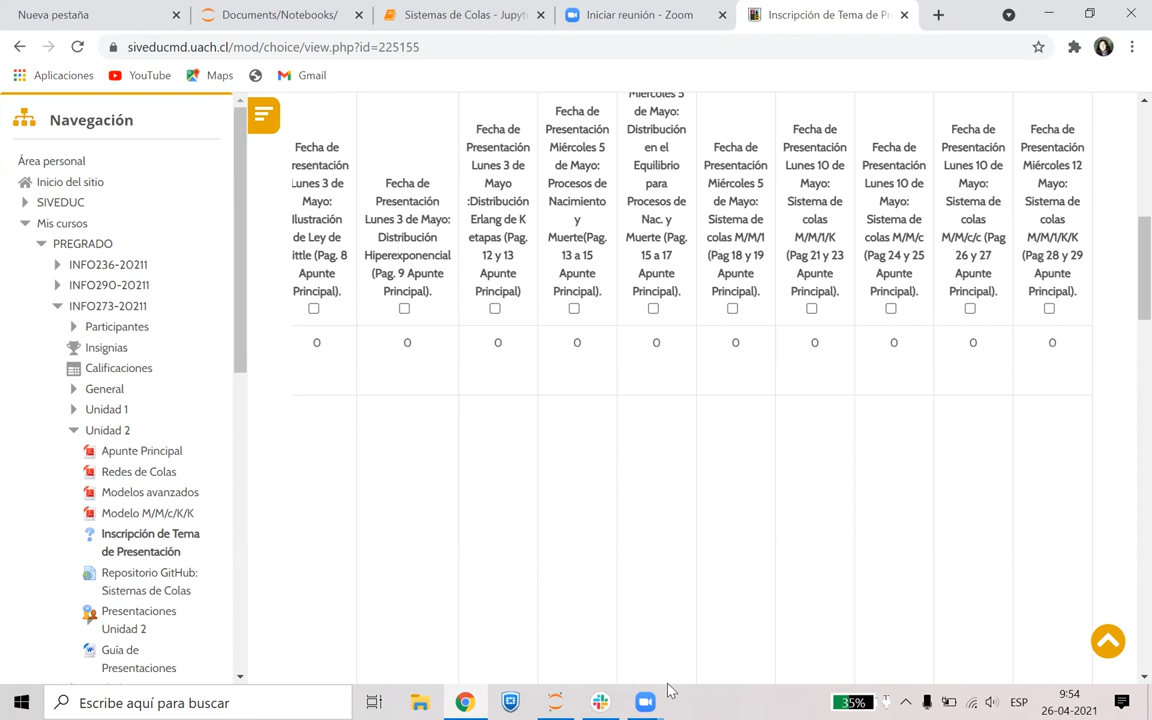 Nueva pestaña
Documents/Notebooks/
Sistemas de Colas - Jupyte
Iniciar reunión - Zoom
Inscripción de Tema de Pr
siveducmd.uach.cl/mod/choice/view.php?id=225155
Aplicaciones
YouTube
Maps
Gmail
Navegación
Área personal
Inicio del sitio
SIVEDUC
Mis cursos
PREGRADO
INFO236-20211
INFO290-20211
INFO273-20211
Participantes
Insignias
Calificaciones
General
Unidad 1
Unidad 2
Apunte Principal
Redes de Colas
Modelos avanzados
Modelo M/M/c/K/K
Inscripción de Tema
de Presentación
Repositorio GitHub:
Sistemas de Colas
Presentaciones
Unidad 2
Guía de
Presentaciones
Fecha de
resentación
Lunes 3 de
Mayo:
Ilustración
de Ley de
ittle (Pag. 8
Apunte
Principal).
Fecha de
Presentación
Lunes 3 de Mayo:
Distribución
Hiperexponencial
(Pag. 9 Apunte
Principal).
Fecha de
Presentación
Lunes 3 de
Mayo
:Distribución
Erlang de K
etapas (Pag.
12 y 13
Apunte
Principal)
Fecha de
Presentación
Miércoles 5
de Mayo:
Procesos de
Nacimiento
y
Muerte(Pag.
13 a 15
Apunte
Principal).
Miércoles 5
de Mayo:
Distribución
en el
Equilibrio
para
Procesos de
Nac. y
Muerte (Pag.
15 a 17
Apunte
Principal).
Fecha de
Presentación
Miércoles 5
de Mayo:
Sistema de
colas M/M/1
(Pag 18 y 19
Apunte
Principal).
Fecha de
Presentación
Lunes 10 de
Mayo:
Sistema de
colas
M/M/1/K
(Pag 21 y 23
Apunte
Principal).
Fecha de
Presentación
Lunes 10 de
Mayo:
Sistema de
colas M/M/c
(Pag 24 y 25
Apunte
Principal).
Fecha de
Presentación
Lunes 10 de
Mayo:
Sistema de
colas
M/M/c/c (Pag
26 y 27
Apunte
Principal).
Fecha de
Presentación
Miércoles 12
Mayo:
Sistema de
colas
M/M/1/K/K
(Pag 28 y 29
Apunte
Principal).
0 0 0 0 0 0 0 0 0 0
Escribe aquí para buscar
35%
ESP
9:54
26-04-2021